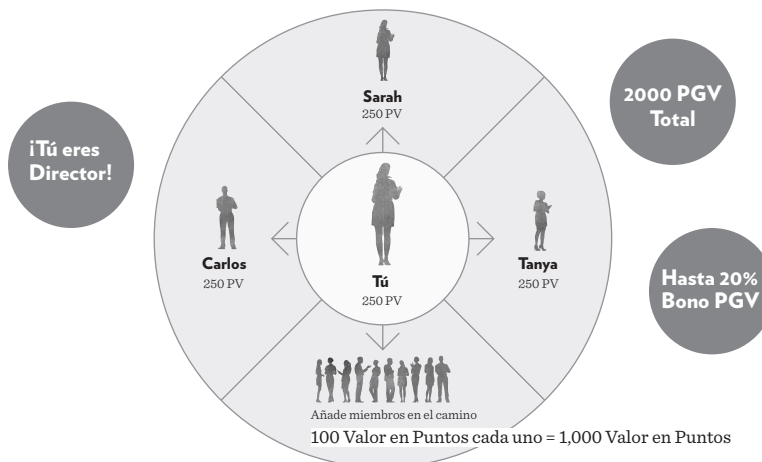 Sarah
250 PV
2000 PGV
Total
¡Tú eres
Director!
Carlos
250 PV
Tú
250 PV
Tanya
250 PV
Hasta 20%
Bono PGV
Añade miembros en el camino
100 Valor en Puntos cada uno = 1,000 Valor en Puntos